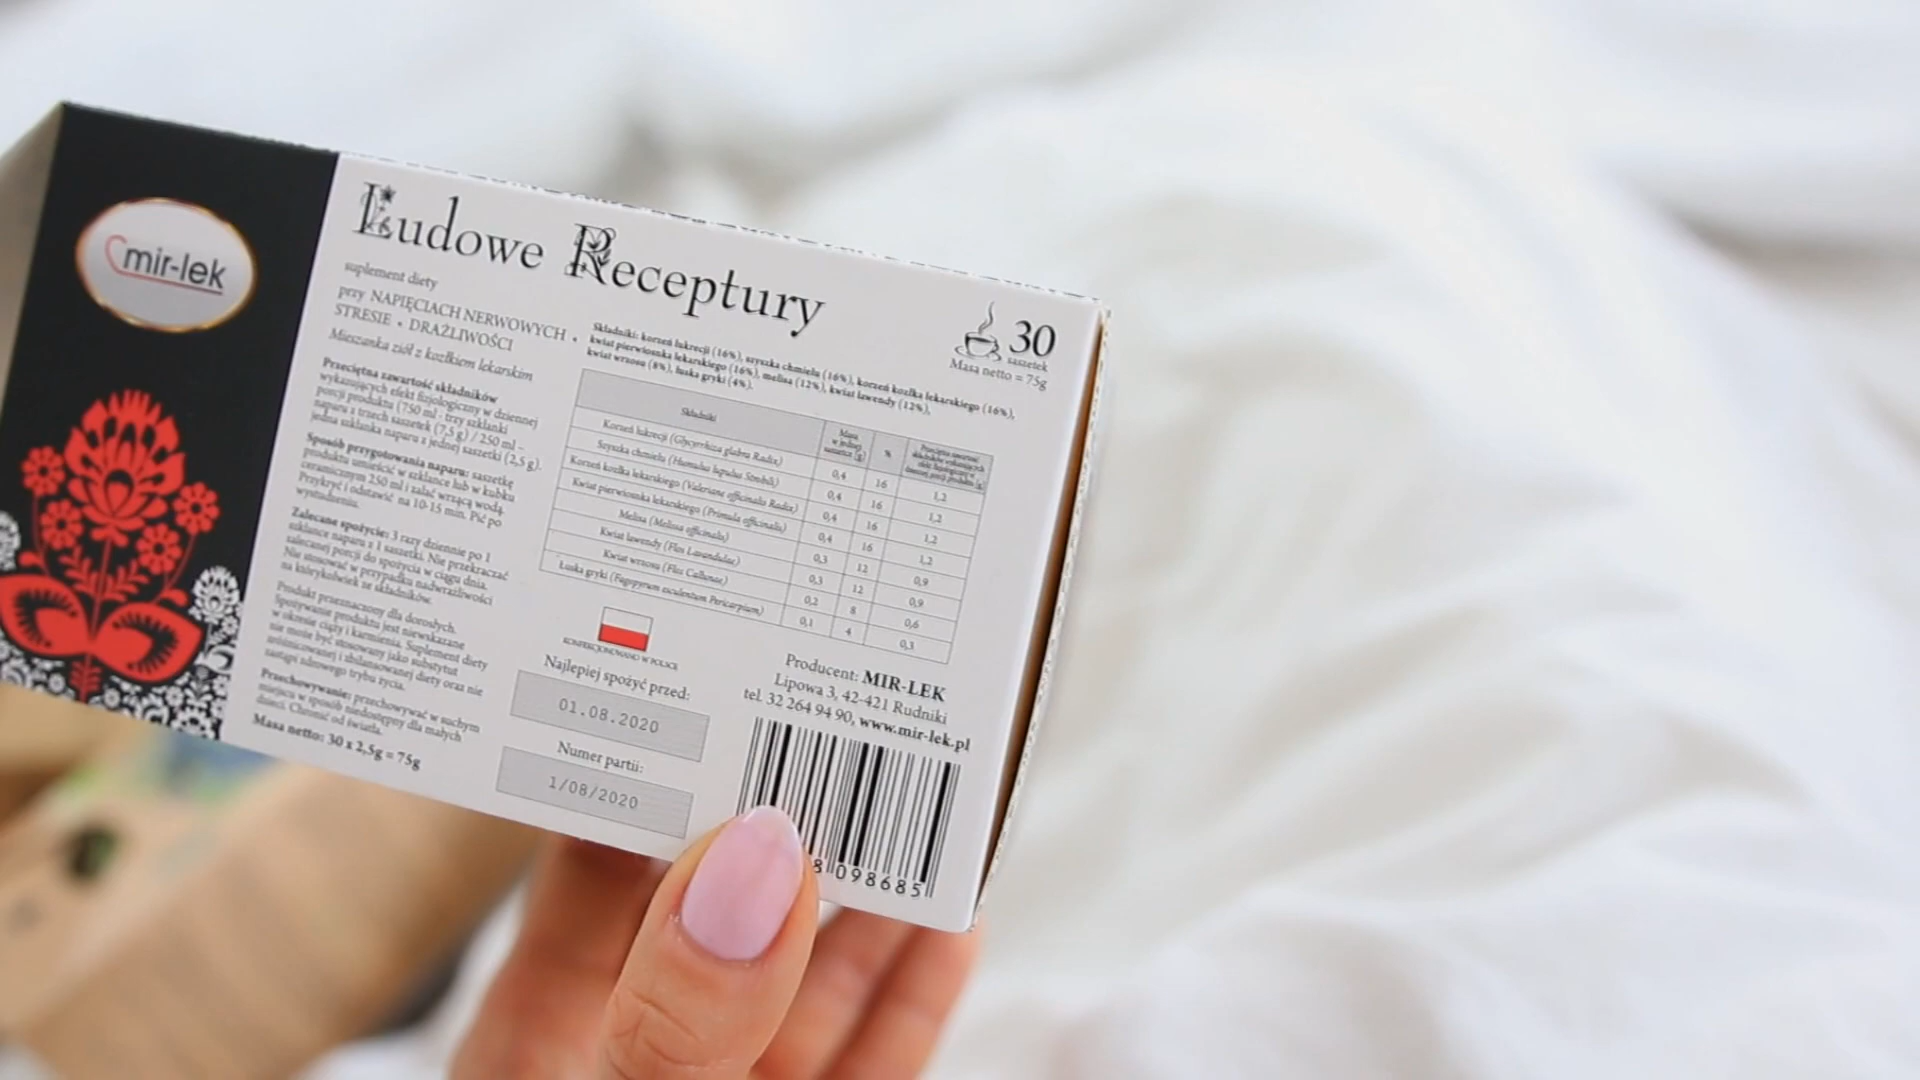 mir-lek
Ludowe Receptury
suplement diety
przy NAPIĘCIACH NERWOWYCH •
STRESIE • DRAŻLIWOŚCI
Mieszanka ziół z kozłkiem lekarskim
Przeciętna zawartość składników
wykazujących efekt fizjologiczny w dziennej
porcji produktu (750 ml - trzy szklanki
naparu z trzech saszetek (7,5 g) / 250 ml –
jedna szklanka naparu z jednej saszetki (2,5 g).
Sposób przygotowania naparu: saszetkę
produktu umieścić w szklance lub w kubku
ceramicznym 250 ml i zalać wrzącą wodą.
Przykryć i odstawić na 10-15 min. Pić po
wystudzeniu.
Zalecane spożycie: 3 razy dziennie po 1
szklance naparu z 1 saszetki. Nie przekraczać
zalecanej porcji do spożycia w ciągu dnia.
Nie stosować w przypadku nadwrażliwości
na którykolwiek ze składników.
Produkt przeznaczony dla dorosłych.
Spożywanie produktu jest niewskazane
w okresie ciąży i karmienia. Suplement diety
nie może być stosowany jako substytut
zróżnicowanej i zbilansowanej diety oraz nie
zastąpi zdrowego trybu życia.
Przechowywanie: przechowywać w suchym
miejscu w sposób niedostępny dla małych
dzieci. Chronić od światła.
Masa netto: 30 x 2,5g = 75g
30
saszetek
Masa netto = 75g
Składniki: korzeń lukrecji (16%), szyszka chmielu (16%), korzeń kozłka lekarskiego (16%),
kwiat pierwiosnka lekarskiego (16%), melisa (12%), kwiat lawendy (12%),
kwiat wrzosu (8%), łuska gryki (4%).
Składniki Masa w jednej saszetce [g] % Przeciętna zawartość składników wykazujących efekt fizjologiczny w dziennej porcji produktu [g]
Korzeń lukrecji (Glycyrrhiza glabra Radix) 0,4 16 1,2
Szyszka chmielu (Humulus lupulus Strobili) 0,4 16 1,2
Korzeń kozłka lekarskiego (Valeriane officinalis Radix) 0,4 16 1,2
Kwiat pierwiosnka lekarskiego (Primula officinalis) 0,4 16 1,2
Melisa (Melissa officinalis) 0,3 12 0,9
Kwiat lawendy (Flos Lavandulae) 0,3 12 0,9
Kwiat wrzosu (Flos Callunae) 0,2 8 0,6
Łuska gryki (Fagopyrum esculentum Pericarpium) 0,1 4 0,3
KONFEKCJONOWANO W POLSCE
Najlepiej spożyć przed:
01.08.2020
Numer partii:
1/08/2020
Producent: MIR-LEK
Lipowa 3, 42-421 Rudniki
tel. 32 264 94 90, www.mir-lek.pl
8 098685